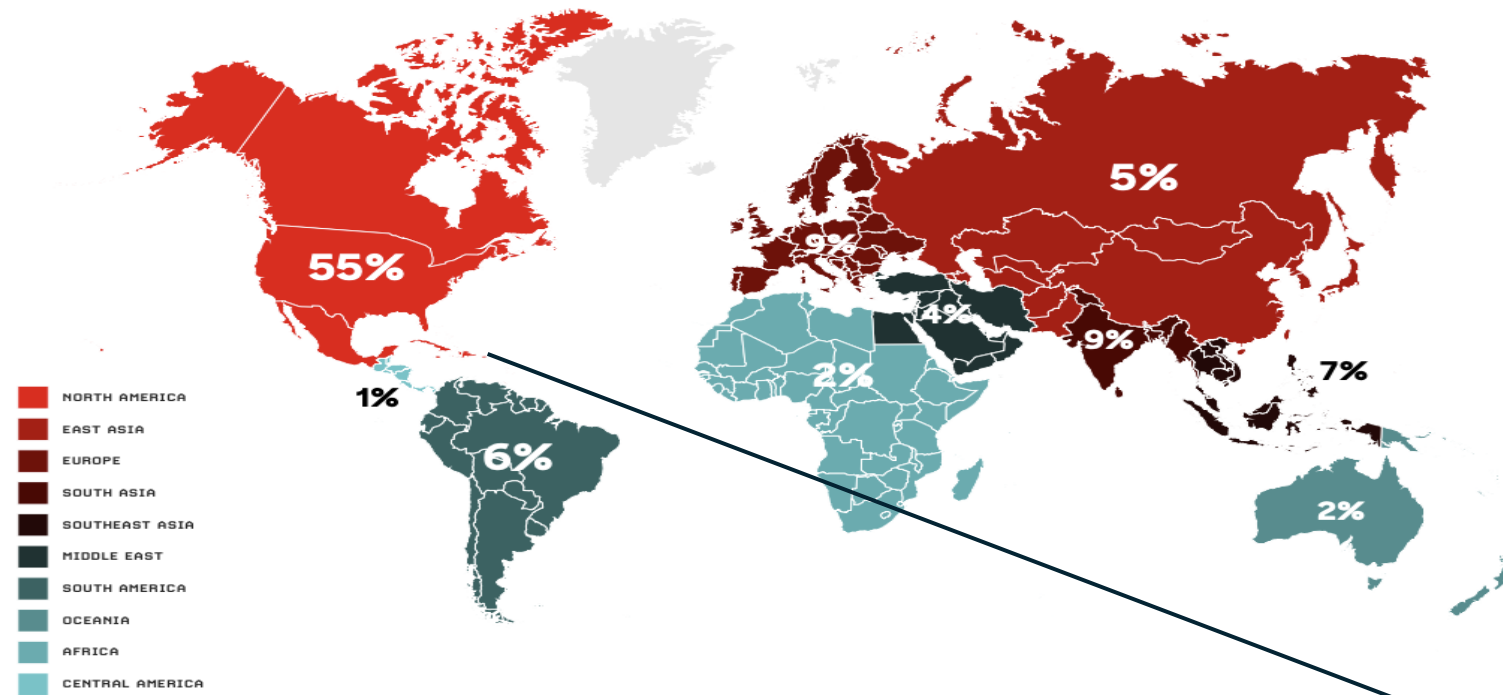 5%
9%
55%
4%
9%
7%
2%
1%
6%
2%
NORTH AMERICA
EAST ASIA
EUROPE
SOUTH ASIA
SOUTHEAST ASIA
MIDDLE EAST
SOUTH AMERICA
OCEANIA
AFRICA
CENTRAL AMERICA